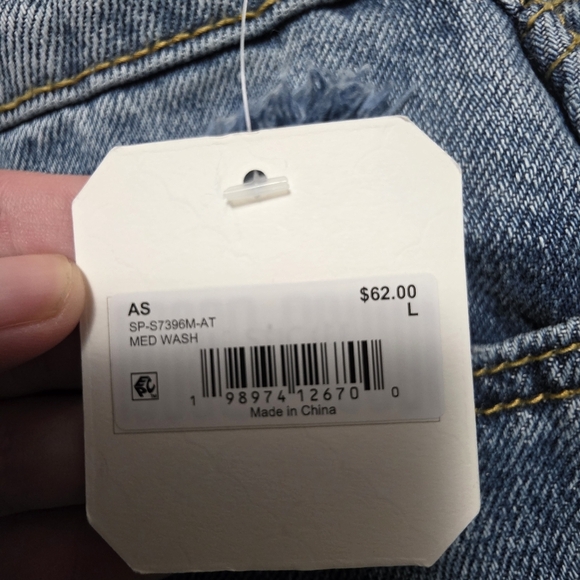 AS
$62.00
SP-S7396M-AT
L
MED WASH
1 98974 12670 0
Made in China